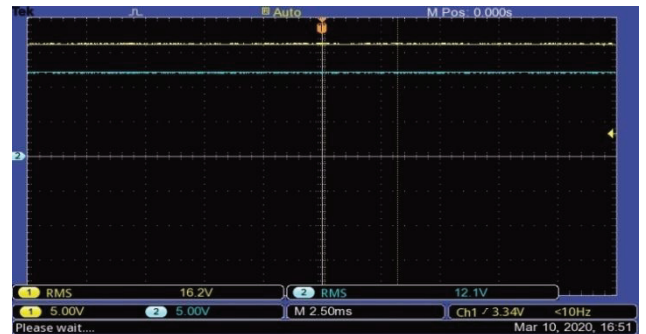 Tek Auto M Pos: 0.000s
T
2
1 RMS 16.2V 2 RMS 12.1V
1 5.00V 2 5.00V M 2.50ms Ch1 / 3.34V <10Hz
Please wait.... Mar 10, 2020, 16:51